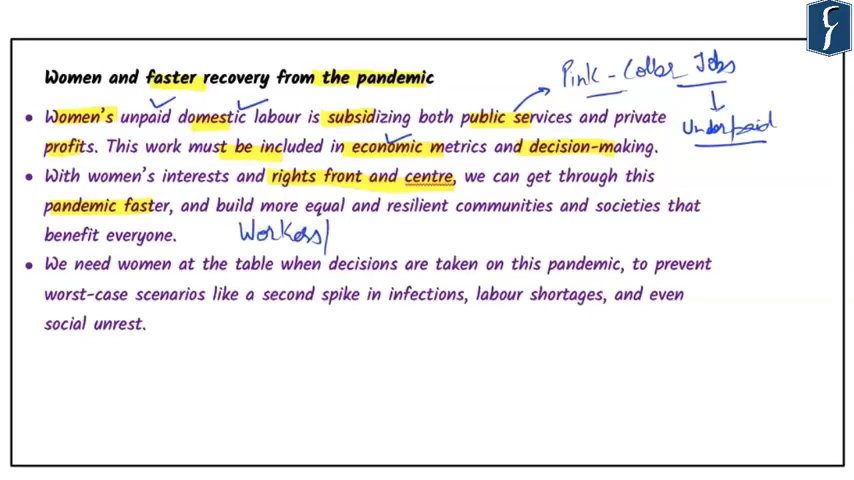 Women and faster recovery from the pandemic
Pink - Collar Jobs
Women's unpaid domestic labour is subsidizing both public services and private
Underpaid
profits. This work must be included in economic metrics and decision-making.
With women's interests and rights front and centre, we can get through this
pandemic faster, and build more equal and resilient communities and societies that
benefit everyone.
Workers/
We need women at the table when decisions are taken on this pandemic, to prevent
worst-case scenarios like a second spike in infections, labour shortages, and even
social unrest.